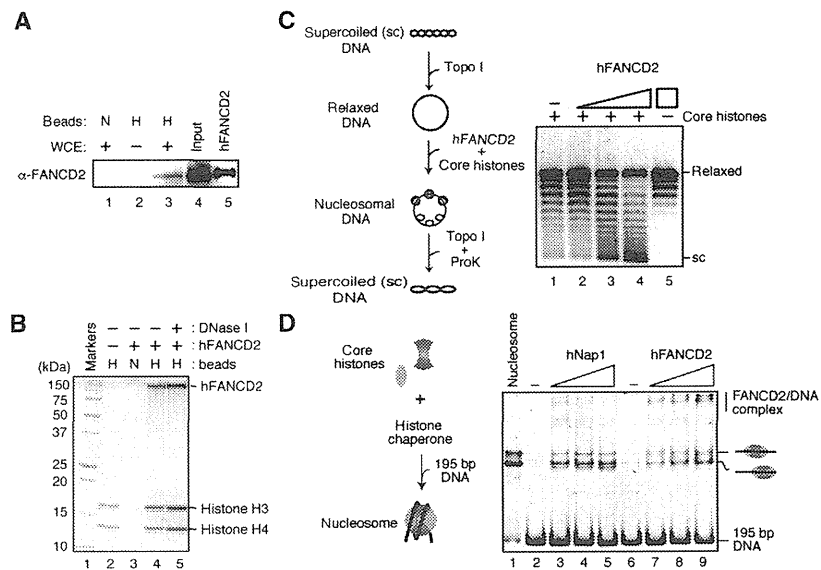 A
Beads: N H H Input hFANCD2
WCE: + − +
α-FANCD2
1 2 3 4 5
B
Markers
− − − + : DNase I
− + + + : hFANCD2
H N H H : beads
(kDa)
150
75
50
37
25
20
15
10
hFANCD2
Histone H3
Histone H4
1 2 3 4 5
C
Supercoiled (sc)
DNA
Topo I
Relaxed
DNA
hFANCD2
+
Core histones
Nucleosomal
DNA
Topo I
+
ProK
Supercoiled (sc)
DNA
hFANCD2
−
+ + + + − Core histones
Relaxed
sc
1 2 3 4 5
D
Core
histones
+
Histone
chaperone
195 bp
DNA
Nucleosome
Nucleosome
− hNap1 − hFANCD2
FANCD2/DNA
complex
195 bp
DNA
1 2 3 4 5 6 7 8 9